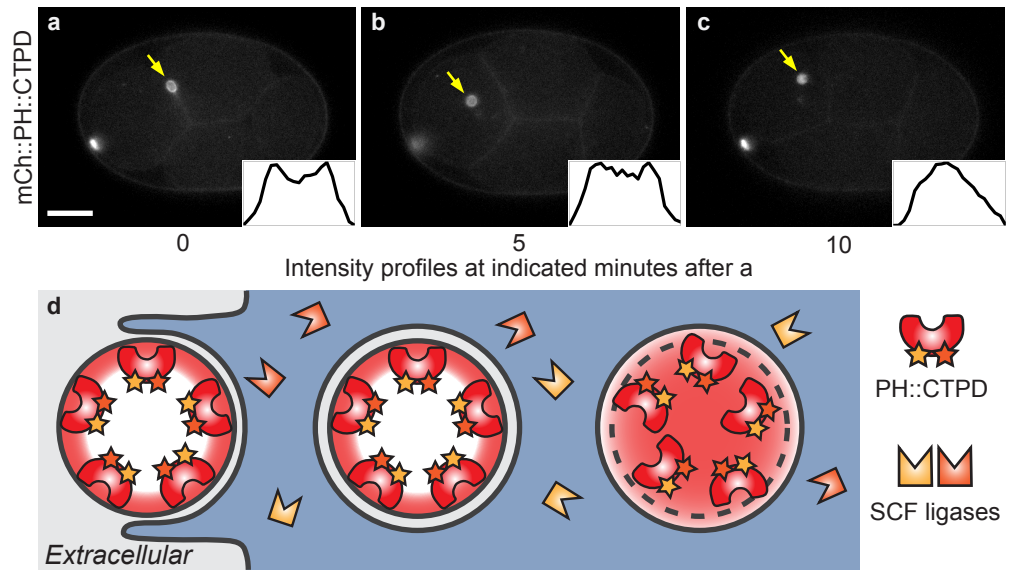 mCh::PH::CTPD
a
b
c
0
5
10
Intensity profiles at indicated minutes after a
d
Extracellular
PH::CTPD
SCF ligases